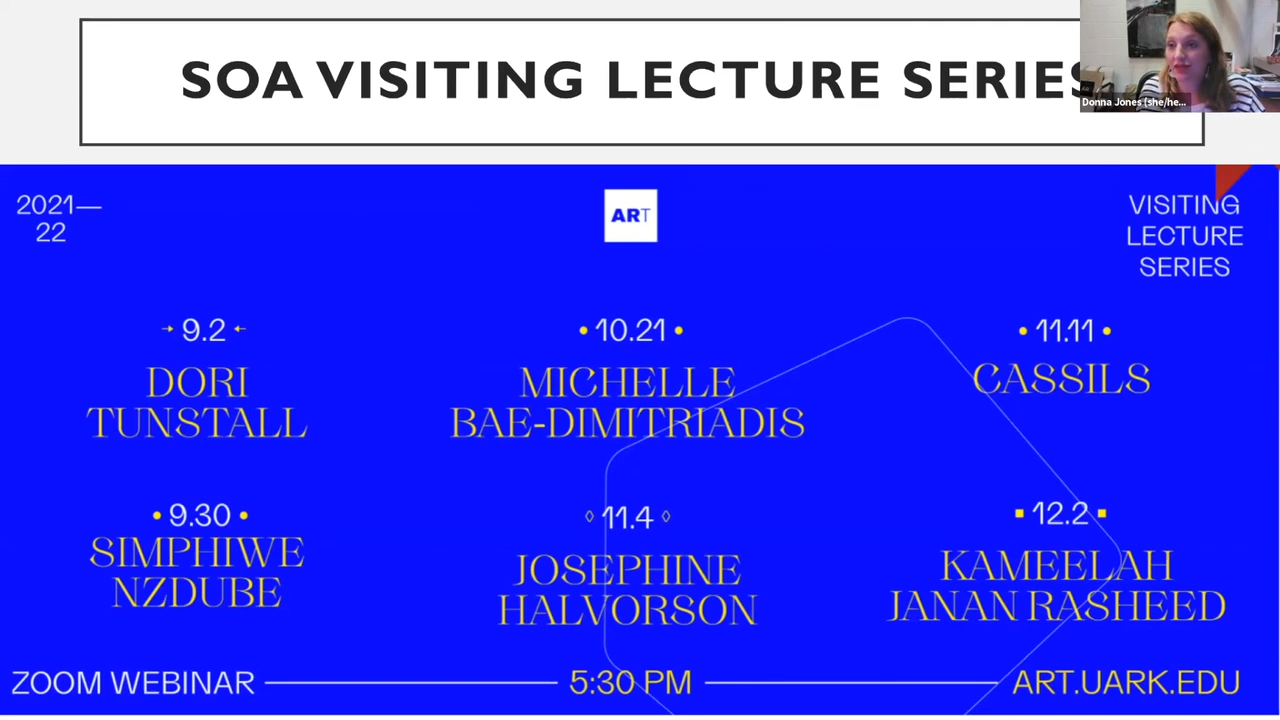 SOA VISITING LECTURE SERIES
Donna Jones (she/he...
2021—
22
ART
VISITING
LECTURE
SERIES
9.2
DORI
TUNSTALL
10.21
MICHELLE
BAE-DIMITRIADIS
11.11
CASSILS
9.30
SIMPHIWE
NZDUBE
11.4
JOSEPHINE
HALVORSON
12.2
KAMEELAH
JANAN RASHEED
ZOOM WEBINAR
5:30 PM
ART.UARK.EDU